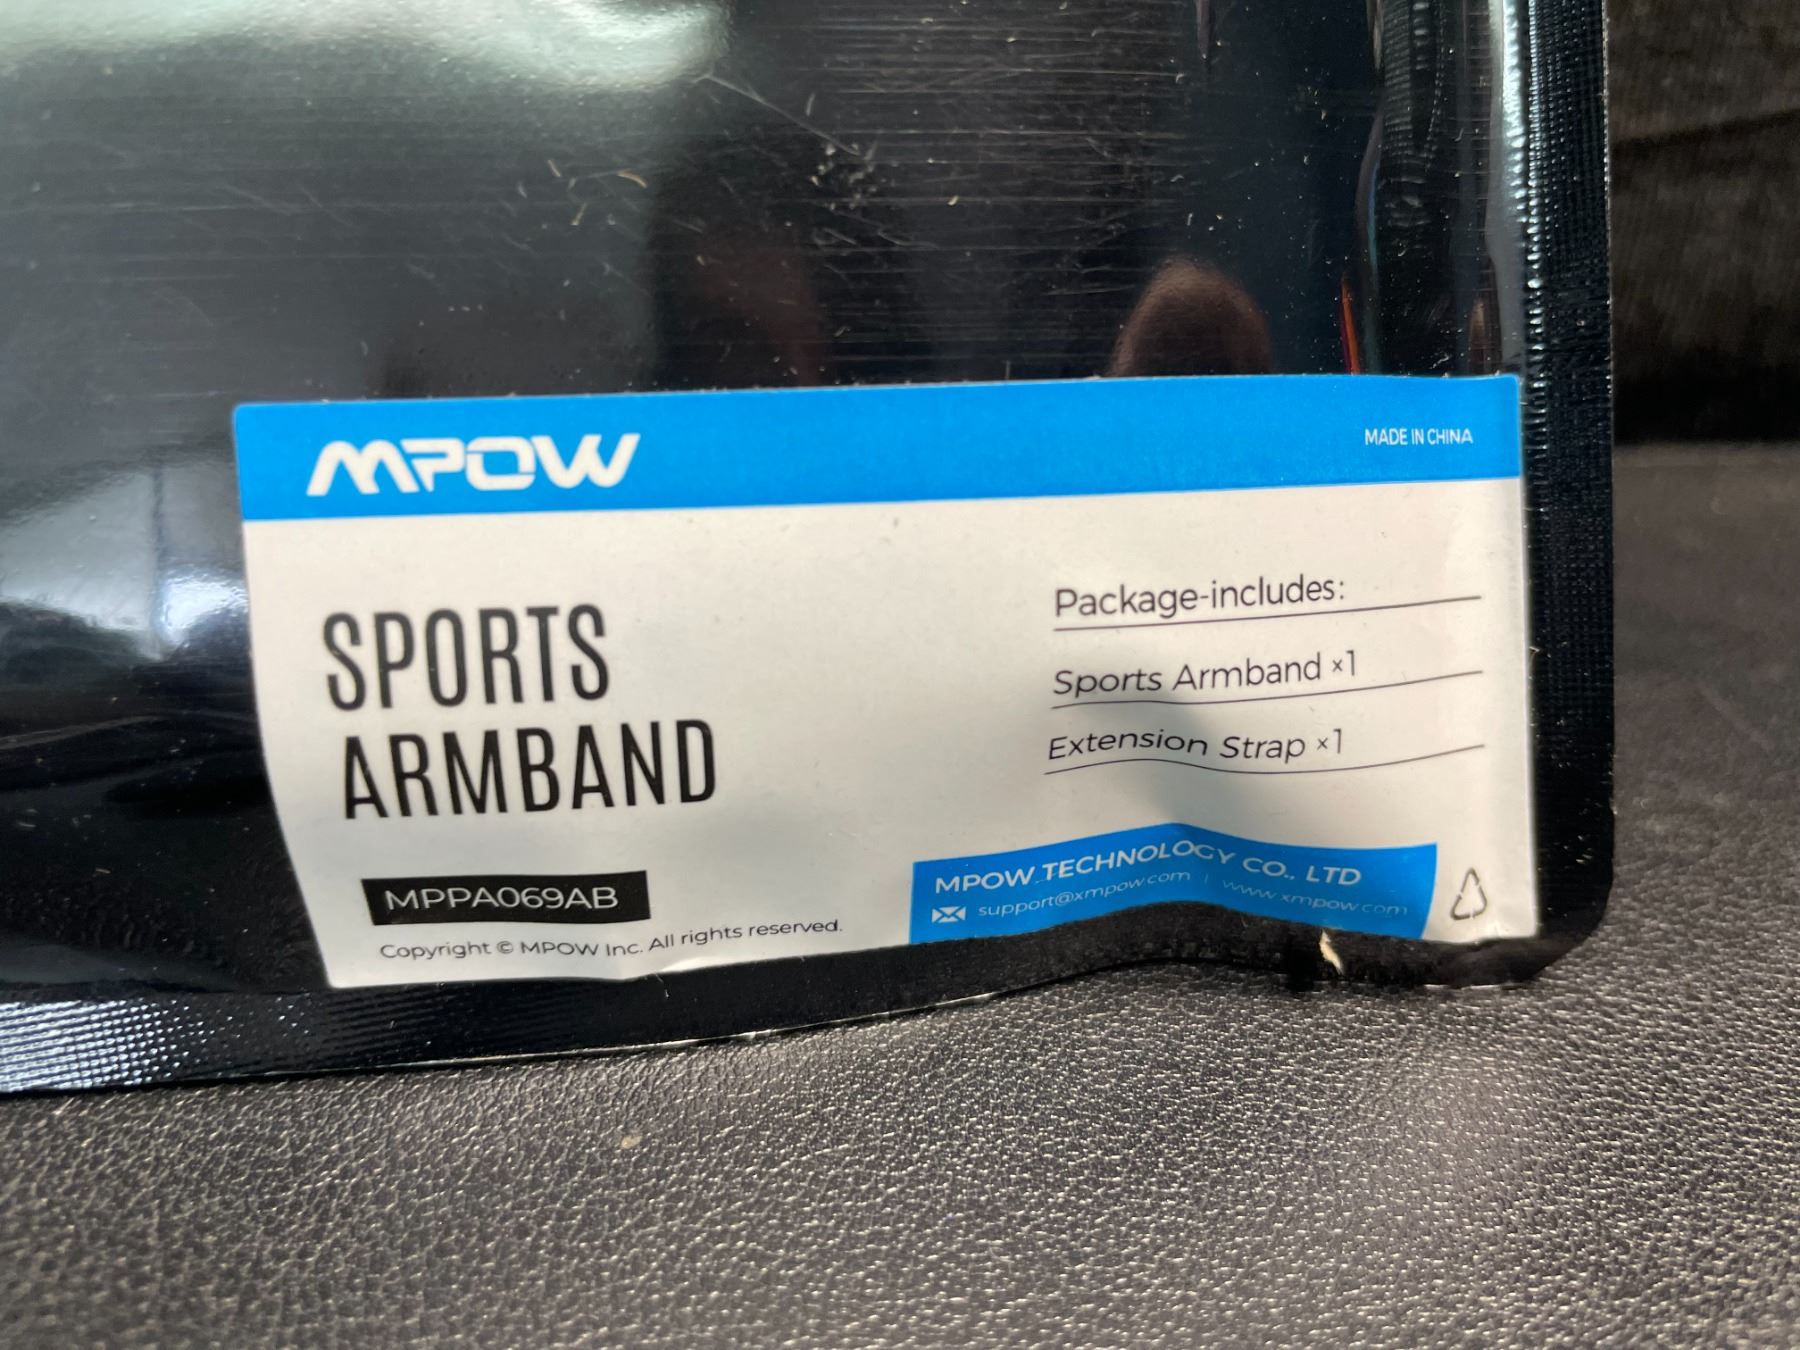 MPOW
MADE IN CHINA
SPORTS
ARMBAND
MPPA069AB
Copyright © MPOW Inc. All rights reserved.
Package-includes:
Sports Armband ×1
Extension Strap ×1
MPOW TECHNOLOGY CO., LTD
support@xmpow.com | www.xmpow.com